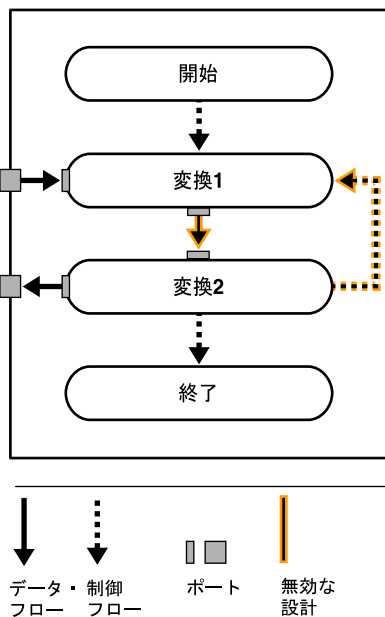 開始
変換1
変換2
終了
データ・
フロー
制御
フロー
ポート
無効な
設計